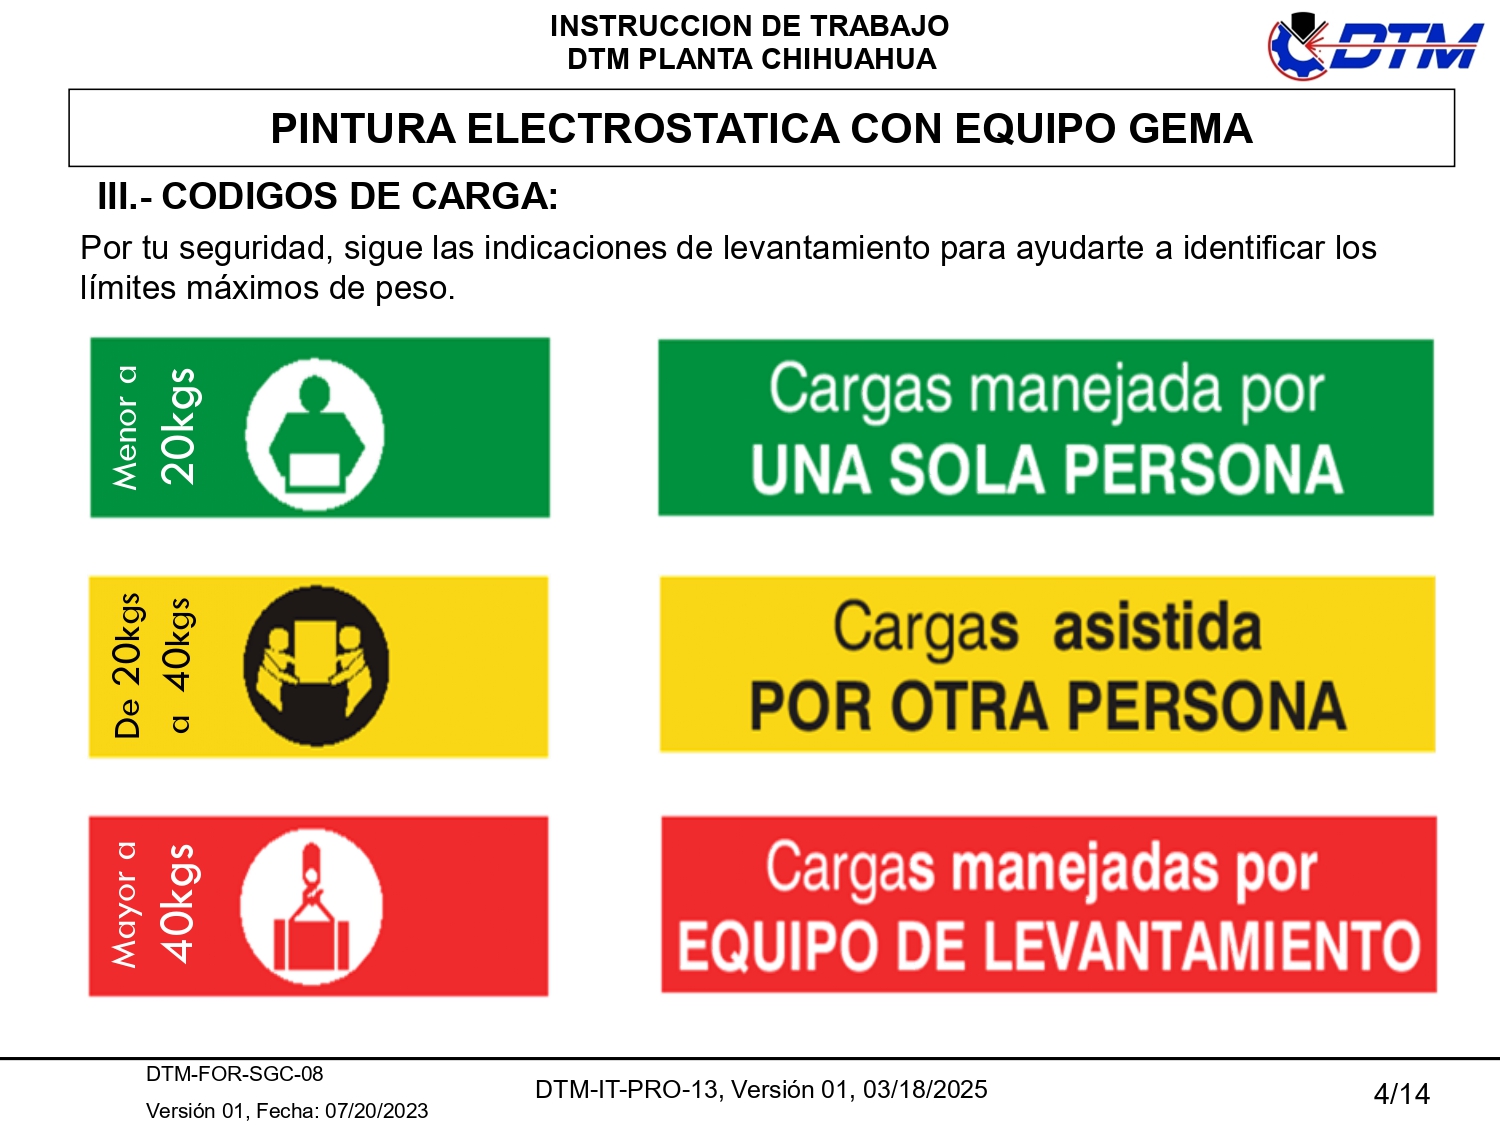 INSTRUCCION DE TRABAJO
DTM PLANTA CHIHUAHUA
DTM
PINTURA ELECTROSTATICA CON EQUIPO GEMA
III.- CODIGOS DE CARGA:
Por tu seguridad, sigue las indicaciones de levantamiento para ayudarte a identificar los
límites máximos de peso.
Menor a
20kgs
Cargas manejada por
UNA SOLA PERSONA
De 20kgs
a 40kgs
Cargas asistida
POR OTRA PERSONA
Mayor a
40kgs
Cargas manejadas por
EQUIPO DE LEVANTAMIENTO
DTM-FOR-SGC-08
Versión 01, Fecha: 07/20/2023
DTM-IT-PRO-13, Versión 01, 03/18/2025
4/14